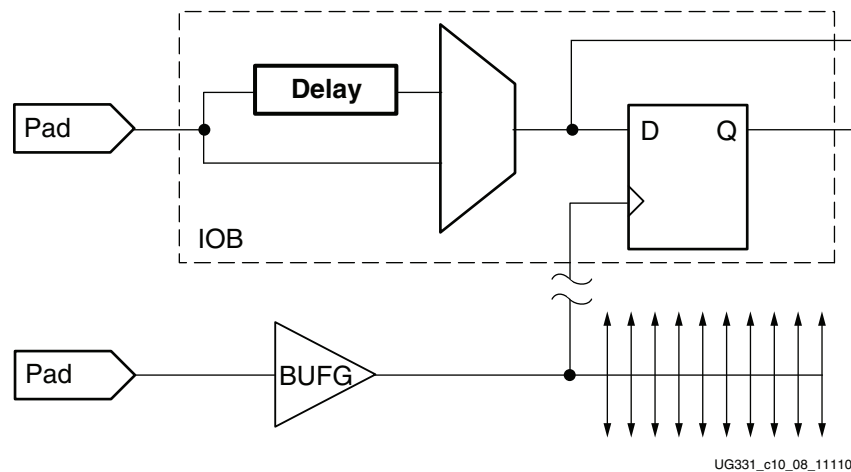 Delay
Pad
D Q
IOB
Pad
BUFG
UG331_c10_08_11110